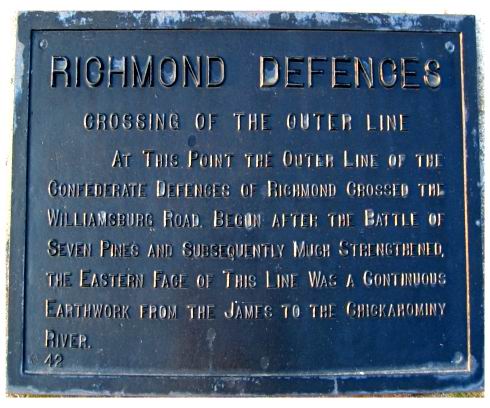 RICHMOND DEFENCES
CROSSING OF THE OUTER LINE
AT THIS POINT THE OUTER LINE OF THE
CONFEDERATE DEFENCES OF RICHMOND CROSSED THE
WILLIAMSBURG ROAD. BEGUN AFTER THE BATTLE OF
SEVEN PINES AND SUBSEQUENTLY MUCH STRENGTHENED,
THE EASTERN FACE OF THIS LINE WAS A CONTINUOUS
EARTHWORK FROM THE JAMES TO THE CHICKAHOMINY
RIVER.
42